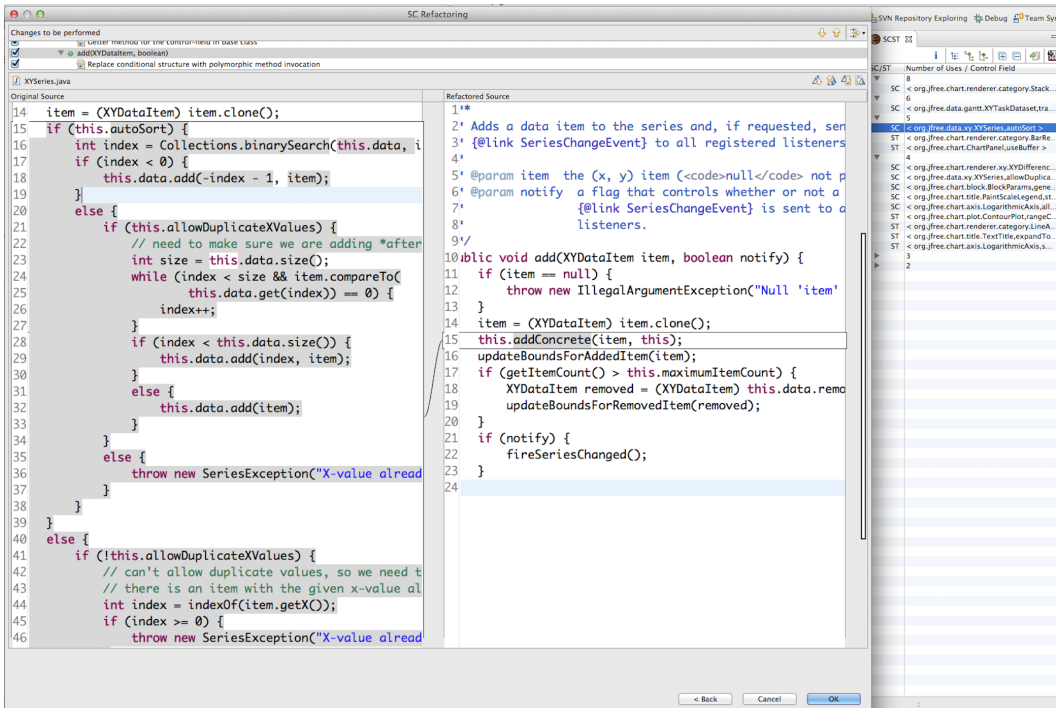 SC Refactoring
Changes to be performed
Getter method for the control-field in base class
add(XYDataItem, boolean)
Replace conditional structure with polymorphic method invocation
XYSeries.java
Original Source
14 item = (XYDataItem) item.clone();
15 if (this.autoSort) {
16 int index = Collections.binarySearch(this.data, i
17 if (index < 0) {
18 this.data.add(-index - 1, item);
19 }
20 else {
21 if (this.allowDuplicateXValues) {
22 // need to make sure we are adding *after
23 int size = this.data.size();
24 while (index < size && item.compareTo(
25 this.data.get(index)) == 0) {
26 index++;
27 }
28 if (index < this.data.size()) {
29 this.data.add(index, item);
30 }
31 else {
32 this.data.add(item);
33 }
34 }
35 else {
36 throw new SeriesException("X-value alread
37 }
38 }
39 }
40 else {
41 if (!this.allowDuplicateXValues) {
42 // can't allow duplicate values, so we need t
43 // there is an item with the given x-value al
44 int index = indexOf(item.getX());
45 if (index >= 0) {
46 throw new SeriesException("X-value alread
Refactored Source
1 **
2 * Adds a data item to the series and, if requested, sen
3 * {@link SeriesChangeEvent} to all registered listeners
4 *
5 * @param item the (x, y) item (<code>null</code> not p
6 * @param notify a flag that controls whether or not a
7 * {@link SeriesChangeEvent} is sent to a
8 * listeners.
9 */
10 ublic void add(XYDataItem item, boolean notify) {
11 if (item == null) {
12 throw new IllegalArgumentException("Null 'item'
13 }
14 item = (XYDataItem) item.clone();
15 this.addConcrete(item, this);
16 updateBoundsForAddedItem(item);
17 if (getItemCount() > this.maximumItemCount) {
18 XYDataItem removed = (XYDataItem) this.data.remo
19 updateBoundsForRemovedItem(removed);
20 }
21 if (notify) {
22 fireSeriesChanged();
23 }
24
< Back Cancel OK
SVN Repository Exploring Debug Team Syn
SCST
SC/ST Number of Uses / Control Field
8
SC < org.jfree.chart.renderer.category.Stack...
6
SC < org.jfree.data.gantt.XYTaskDataset,tra...
5
SC < org.jfree.data.xy.XYSeries,autoSort >
ST < org.jfree.chart.renderer.category.BarRe...
ST < org.jfree.chart.ChartPanel,useBuffer >
4
SC < org.jfree.chart.renderer.xy.XYDifferenc...
SC < org.jfree.data.xy.XYSeries,allowDuplica...
SC < org.jfree.chart.block.BlockParams,gene...
SC < org.jfree.chart.title.PaintScaleLegend,st...
SC < org.jfree.chart.axis.LogarithmicAxis,all...
ST < org.jfree.chart.plot.ContourPlot,rangeC...
ST < org.jfree.chart.renderer.category.LineA...
ST < org.jfree.chart.title.TextTitle,expandTo...
ST < org.jfree.chart.axis.LogarithmicAxis,s...
3
2